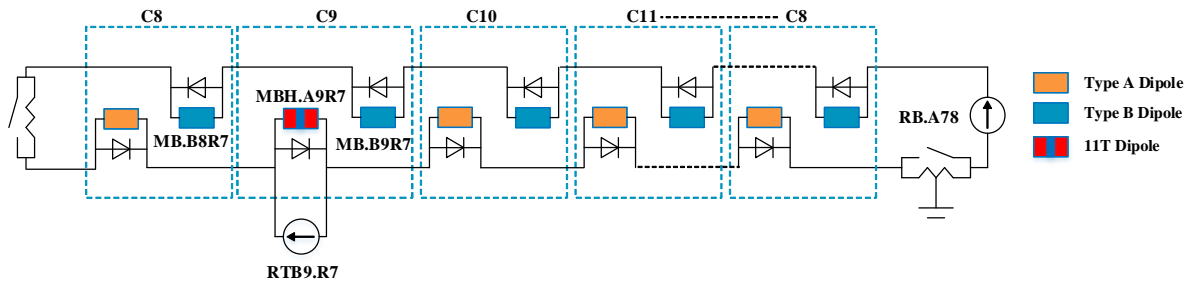 C8
C9
C10
C11
C8
MBH.A9R7
MB.B8R7
MB.B9R7
RB.A78
RTB9.R7
Type A Dipole
Type B Dipole
11T Dipole